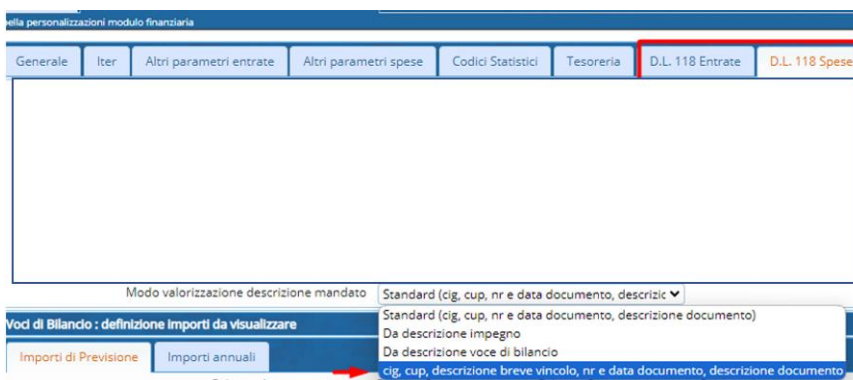 ella personalizzazioni modulo finanziaria
Generale Iter Altri parametri entrate Altri parametri spese Codici Statistici Tesoreria D.L. 118 Entrate D.L. 118 Spese
Modo valorizzazione descrizione mandato Standard (cig, cup, nr e data documento, descrizic
Standard (cig, cup, nr e data documento, descrizione documento)
Da descrizione impegno
Voci di Bilancio : definizione importi da visualizzare
Da descrizione voce di bilancio
Importi di Previsione Importi annuali
cig, cup, descrizione breve vincolo, nr e data documento, descrizione documento